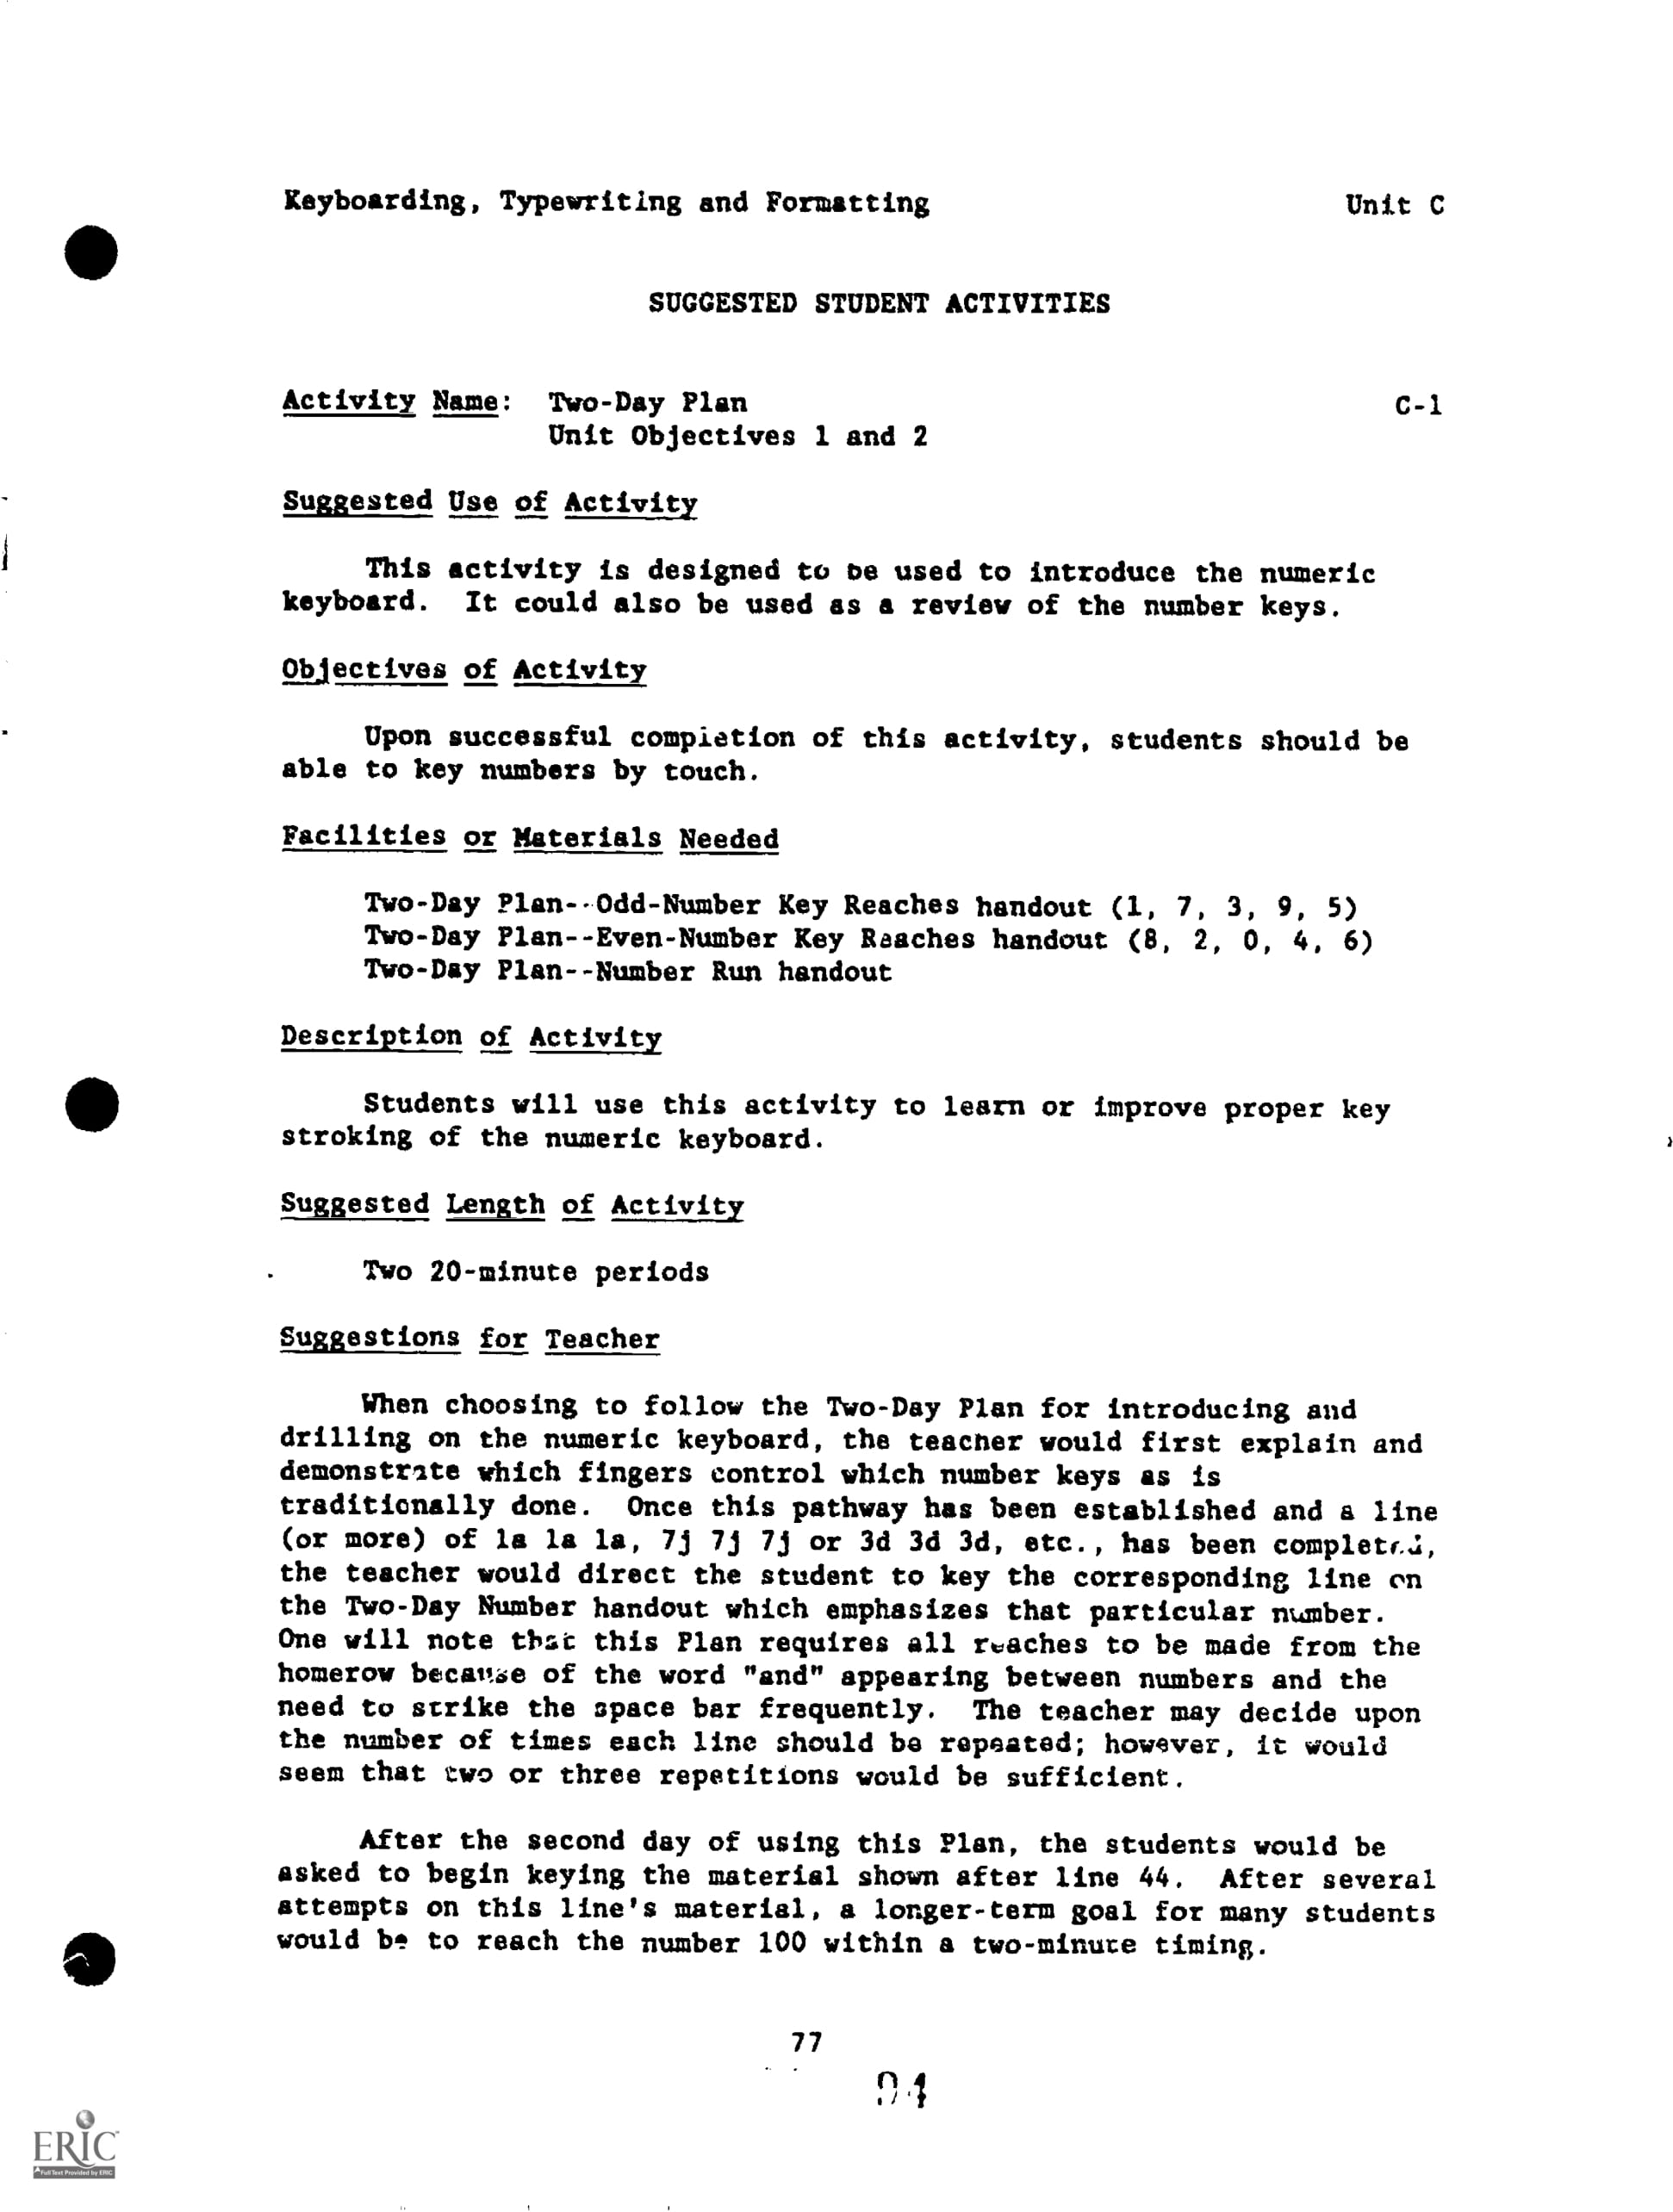 Keyboarding, Typewriting and Formatting Unit C
SUGGESTED STUDENT ACTIVITIES
Activity Name: Two-Day Plan C-1
Unit Objectives 1 and 2
Suggested Use of Activity
This activity is designed to be used to introduce the numeric
keyboard. It could also be used as a review of the number keys.
Objectives of Activity
Upon successful completion of this activity, students should be
able to key numbers by touch.
Facilities or Materials Needed
Two-Day Plan--Odd-Number Key Reaches handout (1, 7, 3, 9, 5)
Two-Day Plan--Even-Number Key Reaches handout (8, 2, 0, 4, 6)
Two-Day Plan--Number Run handout
Description of Activity
Students will use this activity to learn or improve proper key
stroking of the numeric keyboard.
Suggested Length of Activity
Two 20-minute periods
Suggestions for Teacher
When choosing to follow the Two-Day Plan for introducing and
drilling on the numeric keyboard, the teacher would first explain and
demonstrate which fingers control which number keys as is
traditionally done. Once this pathway has been established and a line
(or more) of 1a 1a 1a, 7j 7j 7j or 3d 3d 3d, etc., has been completed,
the teacher would direct the student to key the corresponding line on
the Two-Day Number handout which emphasizes that particular number.
One will note that this Plan requires all reaches to be made from the
homerow because of the word "and" appearing between numbers and the
need to strike the space bar frequently. The teacher may decide upon
the number of times each line should be repeated; however, it would
seem that two or three repetitions would be sufficient.
After the second day of using this Plan, the students would be
asked to begin keying the material shown after line 44. After several
attempts on this line's material, a longer-term goal for many students
would be to reach the number 100 within a two-minute timing.
77
ERIC
Full Text Provided by ERIC